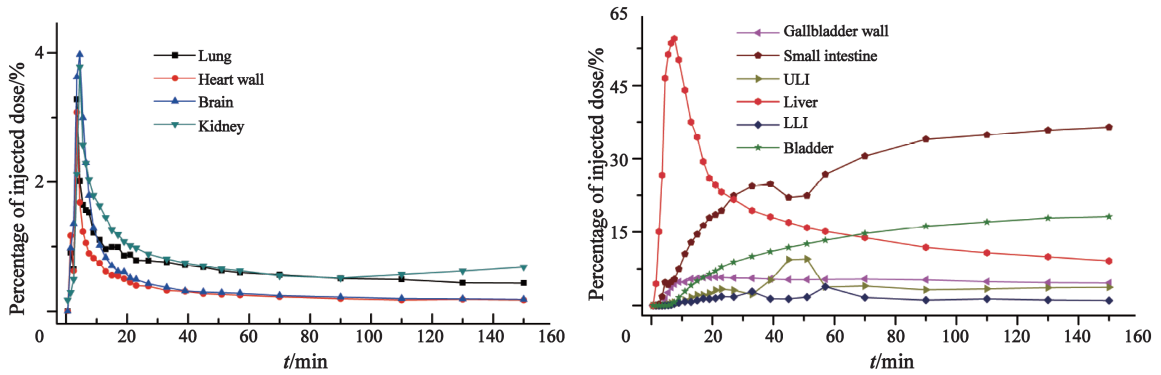 Percentage of injected dose/%
4
2
0
Lung
Heart wall
Brain
Kidney
0 20 40 60 80 100 120 140 160
t/min
Percentage of injected dose/%
65
45
30
15
0
Gallbladder wall
Small intestine
ULI
Liver
LLI
Bladder
0 20 40 60 80 100 120 140 160
t/min